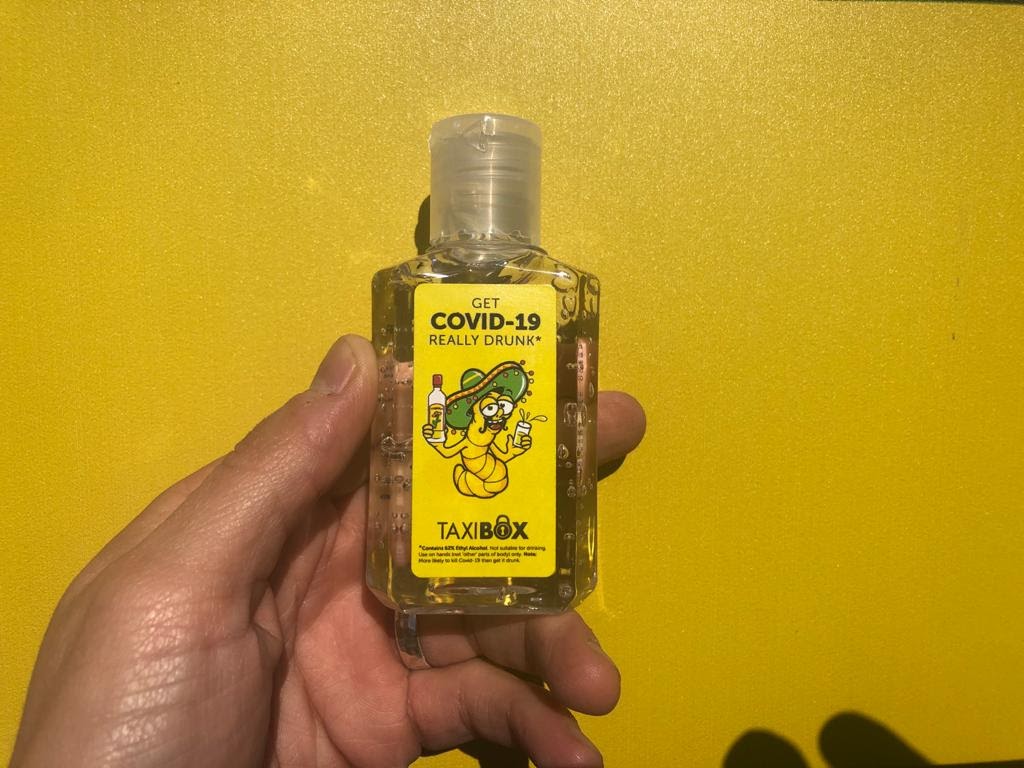 GET
COVID-19
REALLY DRUNK*
TAXIBOX
*Contains 62% Ethyl Alcohol. Not suitable for drinking.
Use on hands (not 'other' parts of body) only. Note:
More likely to kill Covid-19 then get it drunk.